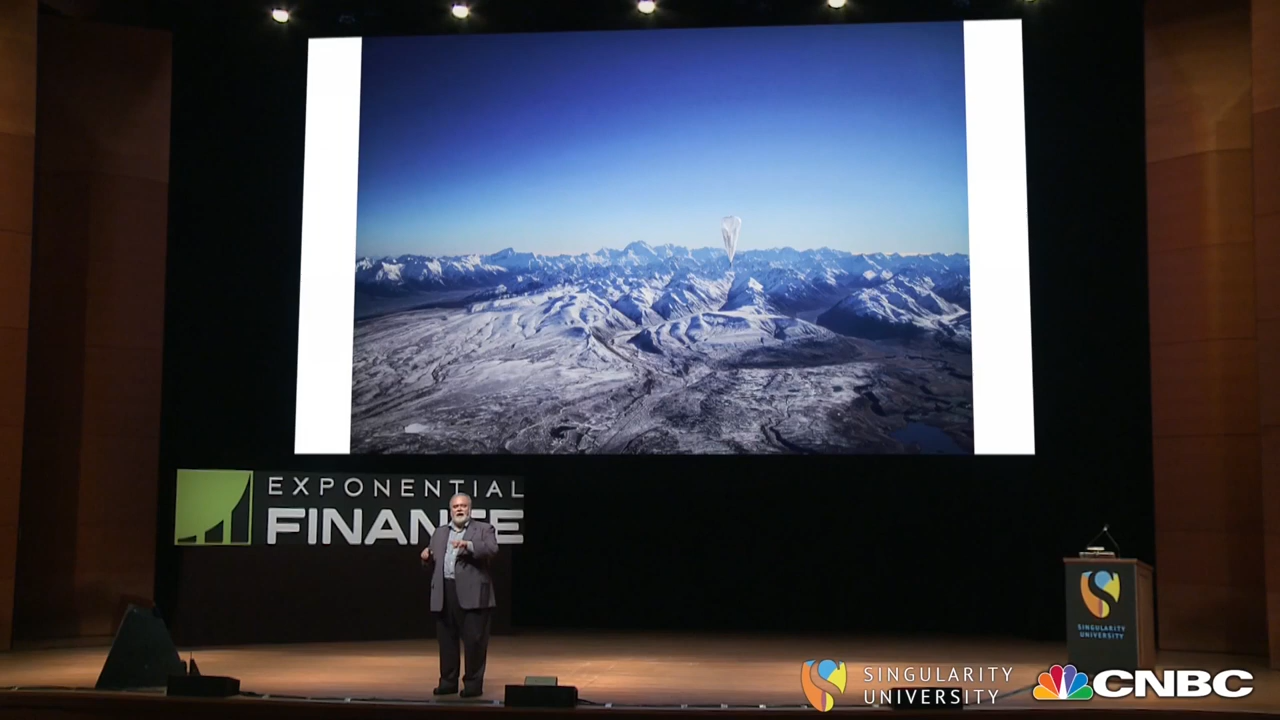 EXPONENTIAL
FINANCE
SINGULARITY
UNIVERSITY
SINGULARITY
UNIVERSITY
CNBC